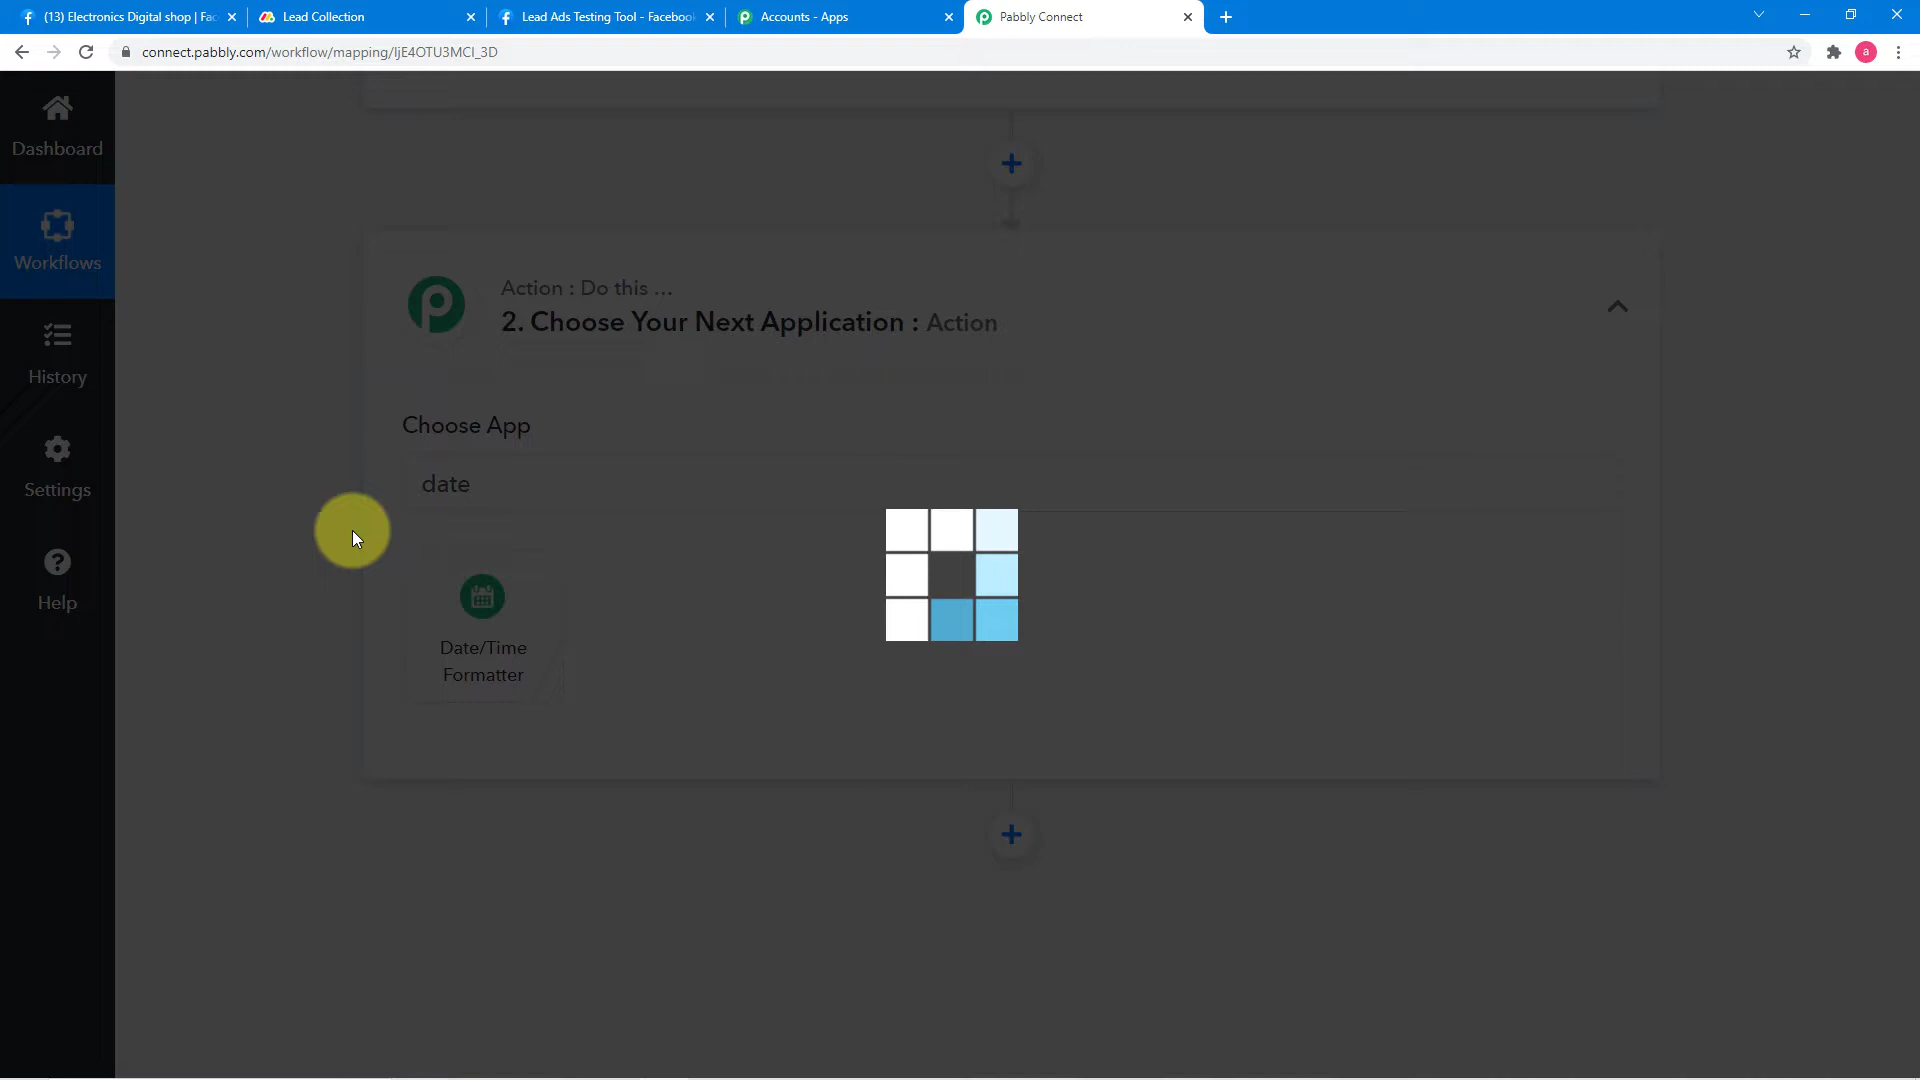 (13) Electronics Digital shop | Fac
Lead Collection
Lead Ads Testing Tool - Facebook
Accounts - Apps
Pabbly Connect
connect.pabbly.com/workflow/mapping/IjE4OTU3MCI_3D
a
Dashboard
Workflows
History
Settings
Help
Action : Do this ...
2. Choose Your Next Application : Action
Choose App
date
Date/Time
Formatter